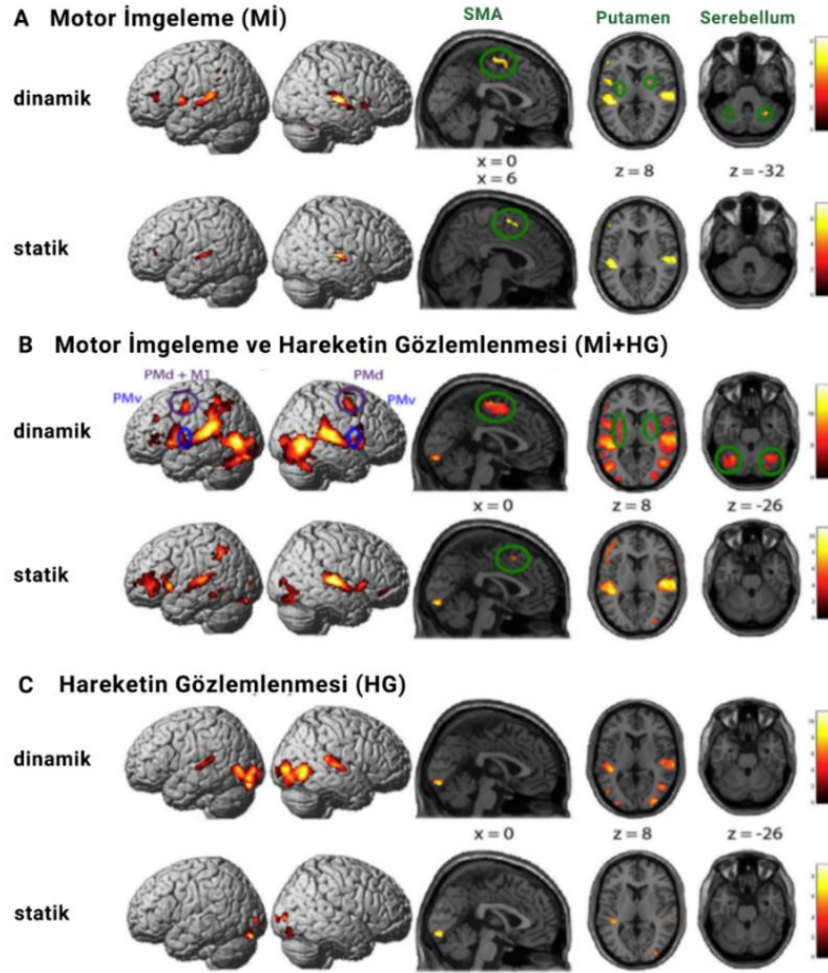 A Motor İmgeleme (Mİ)
SMA Putamen Serebellum
dinamik
x = 0
x = 6 z = 8 z = -32
statik
B Motor İmgeleme ve Hareketin Gözlemlenmesi (Mİ+HG)
PMd + M1 PMd
PMv PMv
dinamik
x = 0 z = 8 z = -26
statik
C Hareketin Gözlemlenmesi (HG)
dinamik
x = 0 z = 8 z = -26
statik